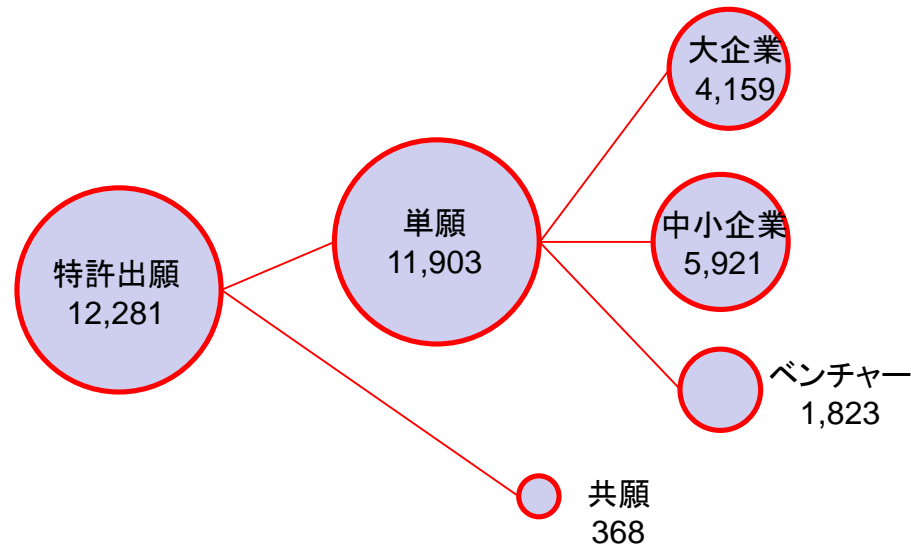 特許出願
12,281
単願
11,903
大企業
4,159
中小企業
5,921
ベンチャー
1,823
共願
368